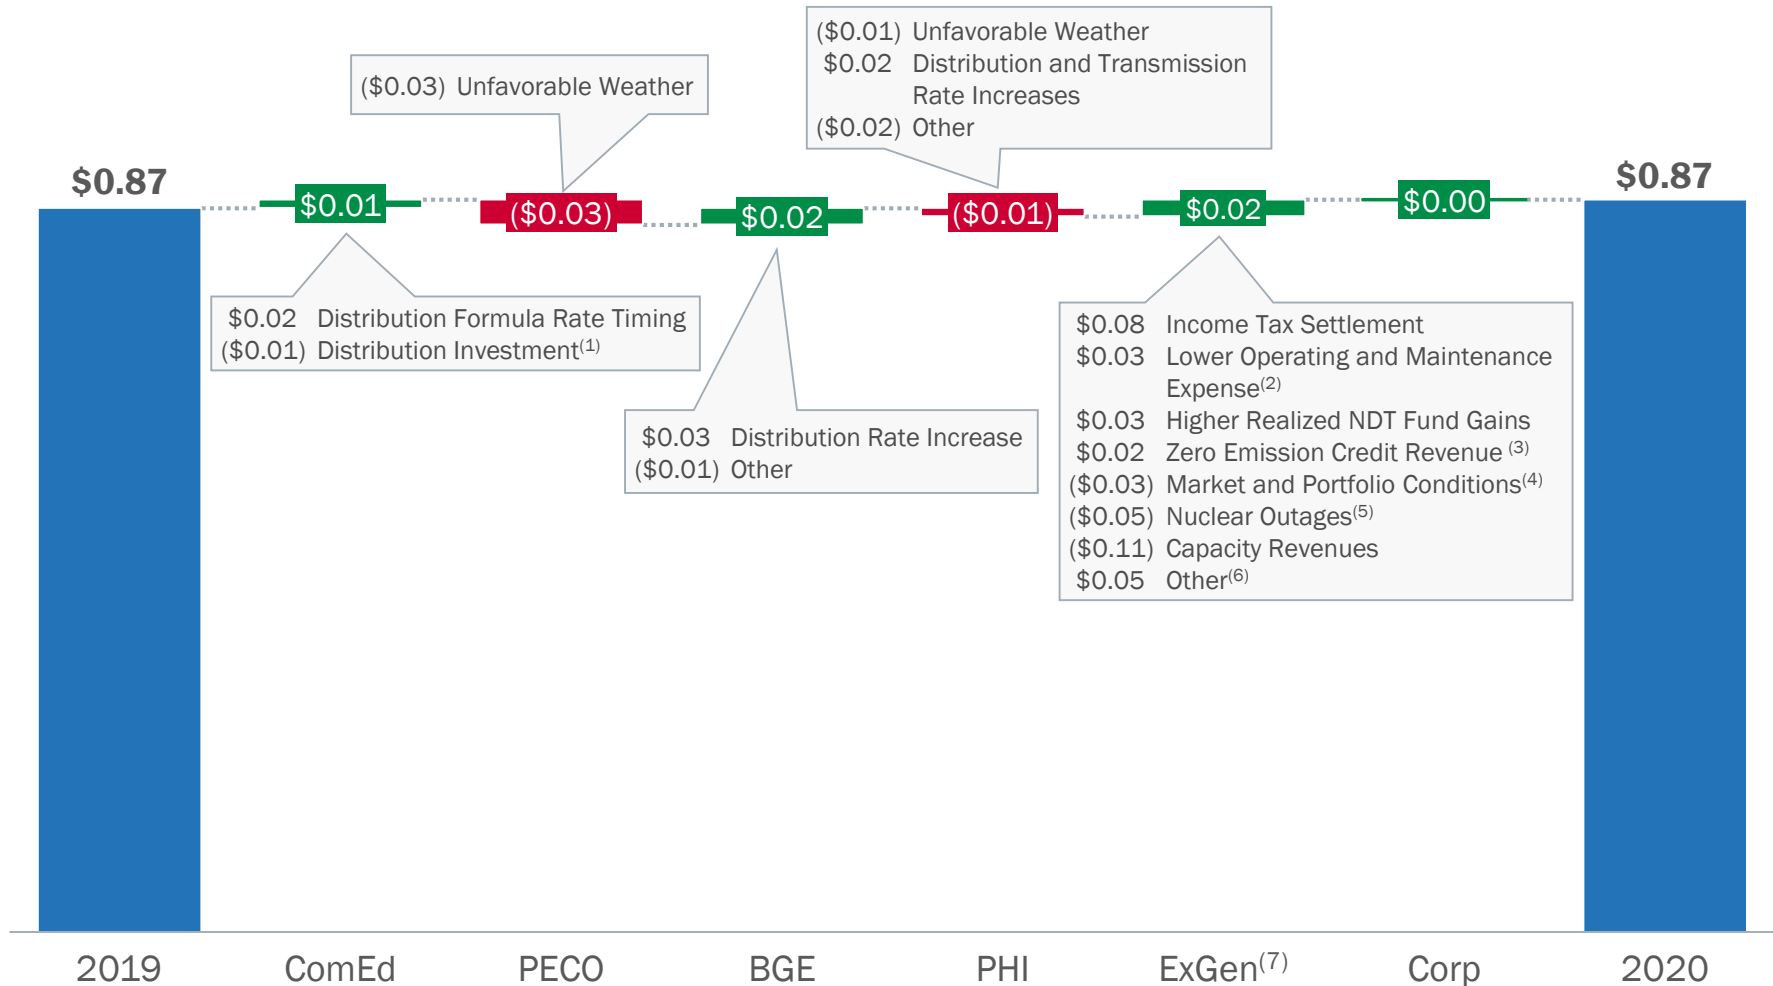 ($0.01) Unfavorable Weather
$0.02 Distribution and Transmission
Rate Increases
($0.02) Other
($0.03) Unfavorable Weather
$0.87
$0.01
($0.03)
$0.02
($0.01)
$0.02
$0.00
$0.87
$0.02 Distribution Formula Rate Timing
($0.01) Distribution Investment(1)
$0.03 Distribution Rate Increase
($0.01) Other
$0.08 Income Tax Settlement
$0.03 Lower Operating and Maintenance
Expense(2)
$0.03 Higher Realized NDT Fund Gains
$0.02 Zero Emission Credit Revenue (3)
($0.03) Market and Portfolio Conditions(4)
($0.05) Nuclear Outages(5)
($0.11) Capacity Revenues
$0.05 Other(6)
2019 ComEd PECO BGE PHI ExGen(7) Corp 2020